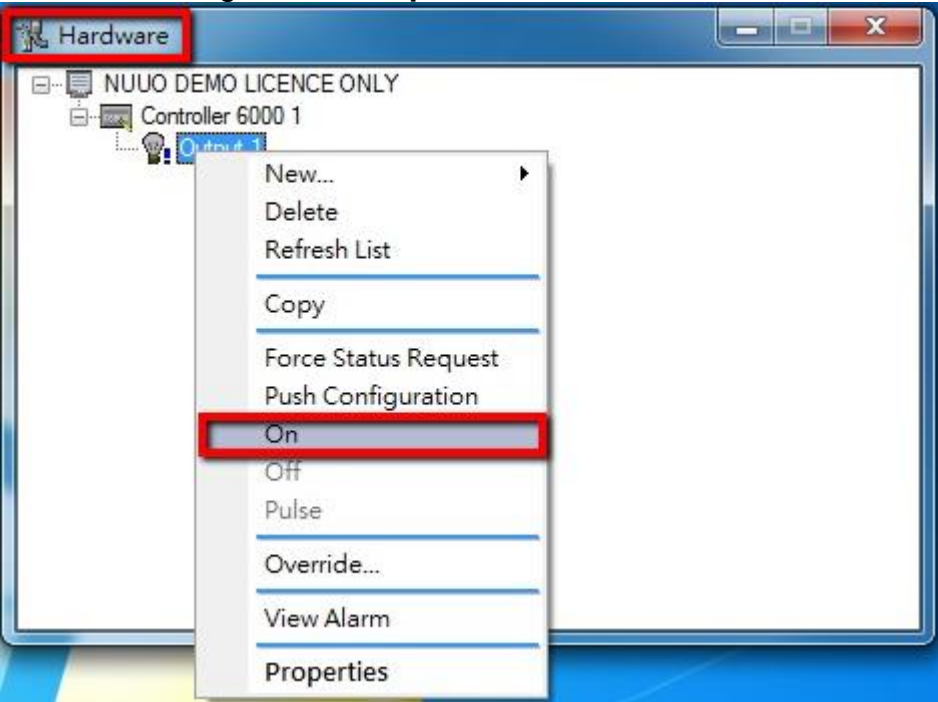 Hardware
NUUO DEMO LICENCE ONLY
Controller 6000 1
Output 1
New...
Delete
Refresh List
Copy
Force Status Request
Push Configuration
On
Off
Pulse
Override...
View Alarm
Properties